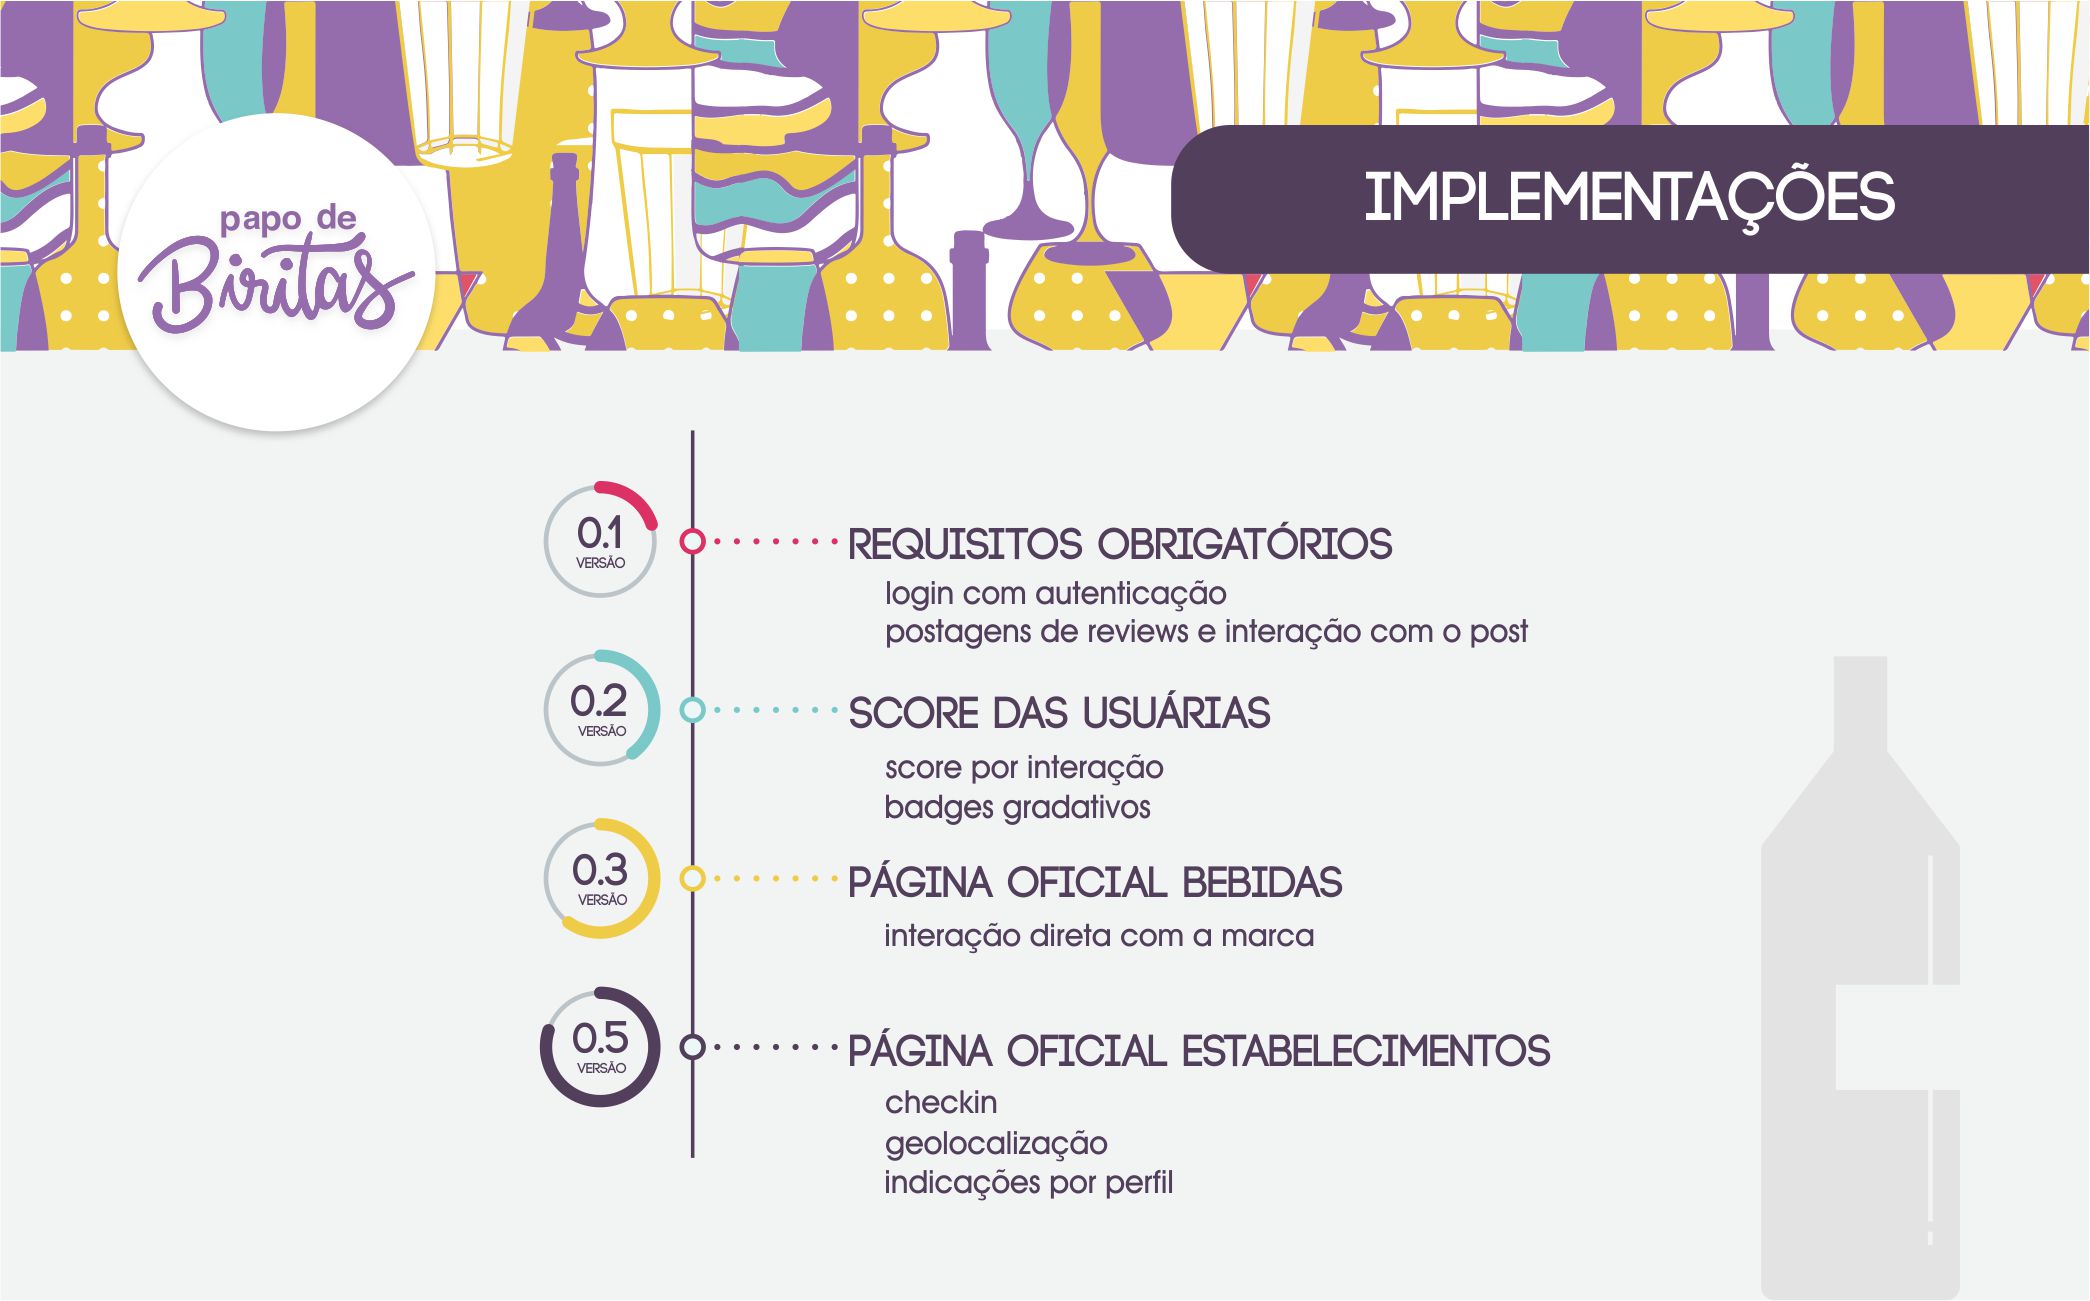 papo de
Biritas
IMPLEMENTAÇÕES
0.1
VERSÃO
REQUISITOS OBRIGATÓRIOS
login com autenticação
postagens de reviews e interação com o post
0.2
VERSÃO
SCORE DAS USUÁRIAS
score por interação
badges gradativos
0.3
VERSÃO
PÁGINA OFICIAL BEBIDAS
interação direta com a marca
0.5
VERSÃO
PÁGINA OFICIAL ESTABELECIMENTOS
checkin
geolocalização
indicações por perfil